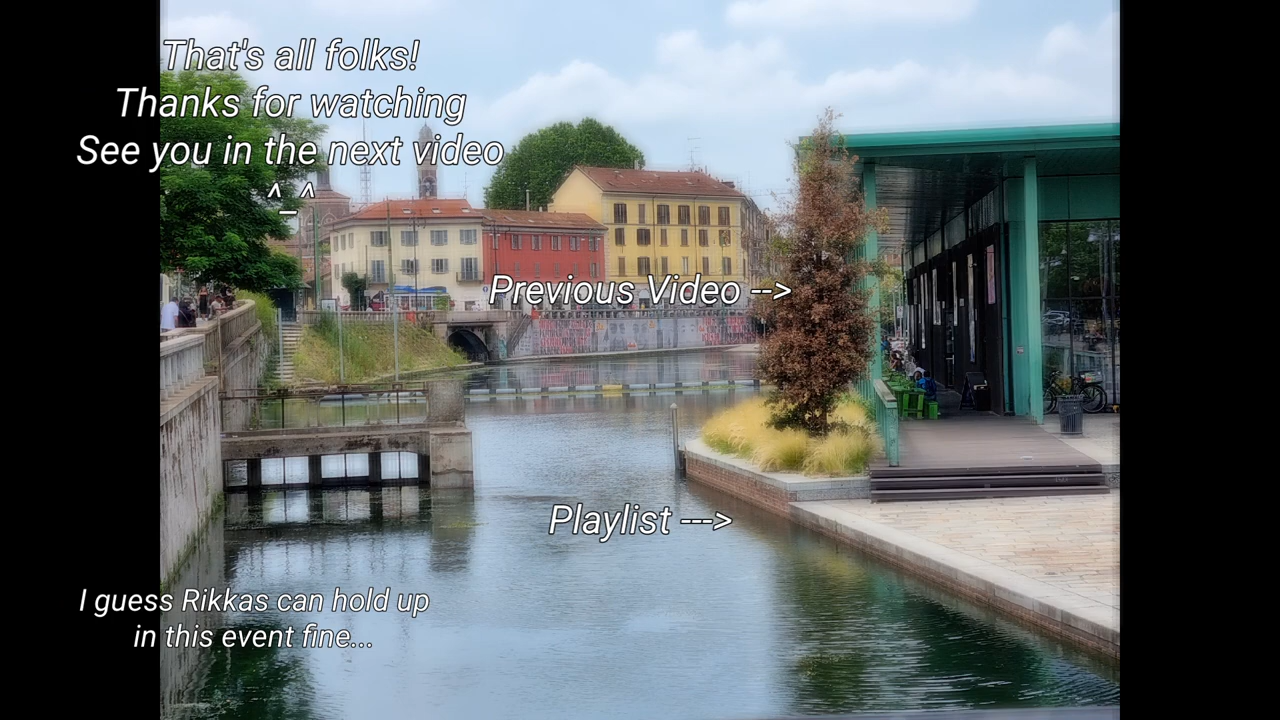 That's all folks!
Thanks for watching
See you in the next video
^_^
Previous Video -->
Playlist --->
I guess Rikkas can hold up
in this event fine...